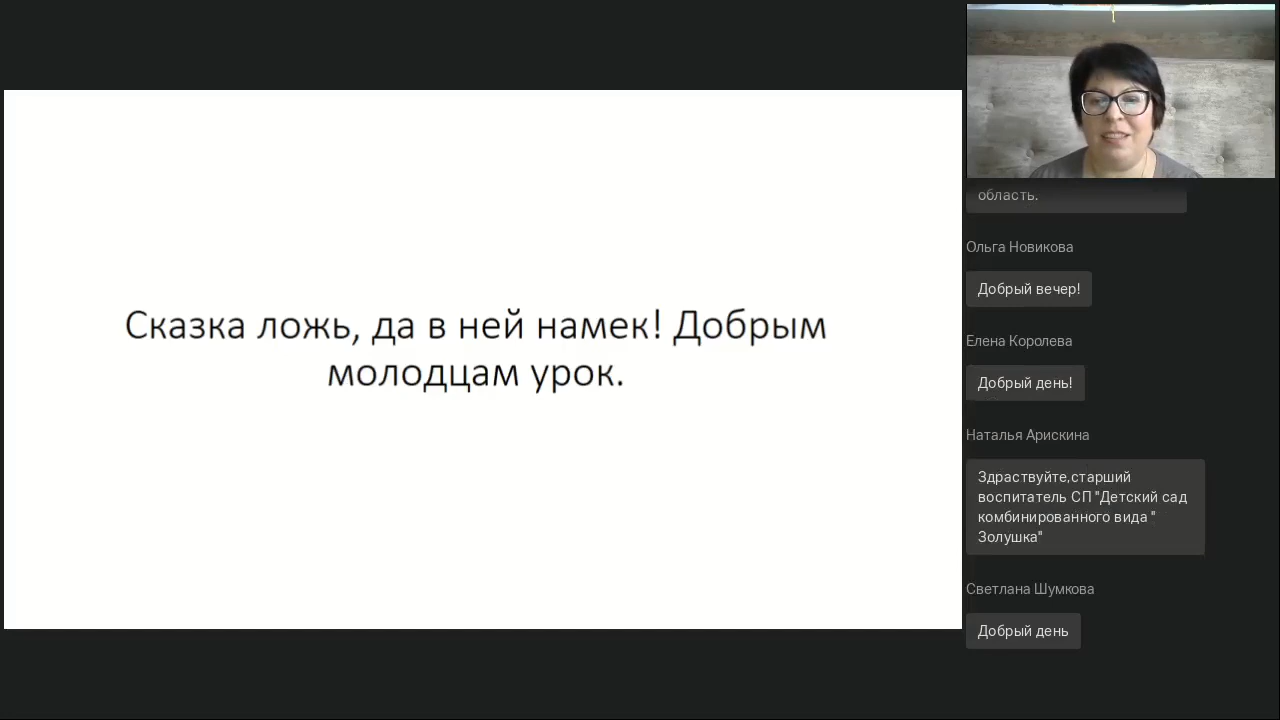 Сказка ложь, да в ней намек! Добрым
молодцам урок.
область.
Ольга Новикова
Добрый вечер!
Елена Королева
Добрый день!
Наталья Арискина
Здраствуйте,старший
воспитатель СП "Детский сад
комбинированного вида "
Золушка"
Светлана Шумкова
Добрый день